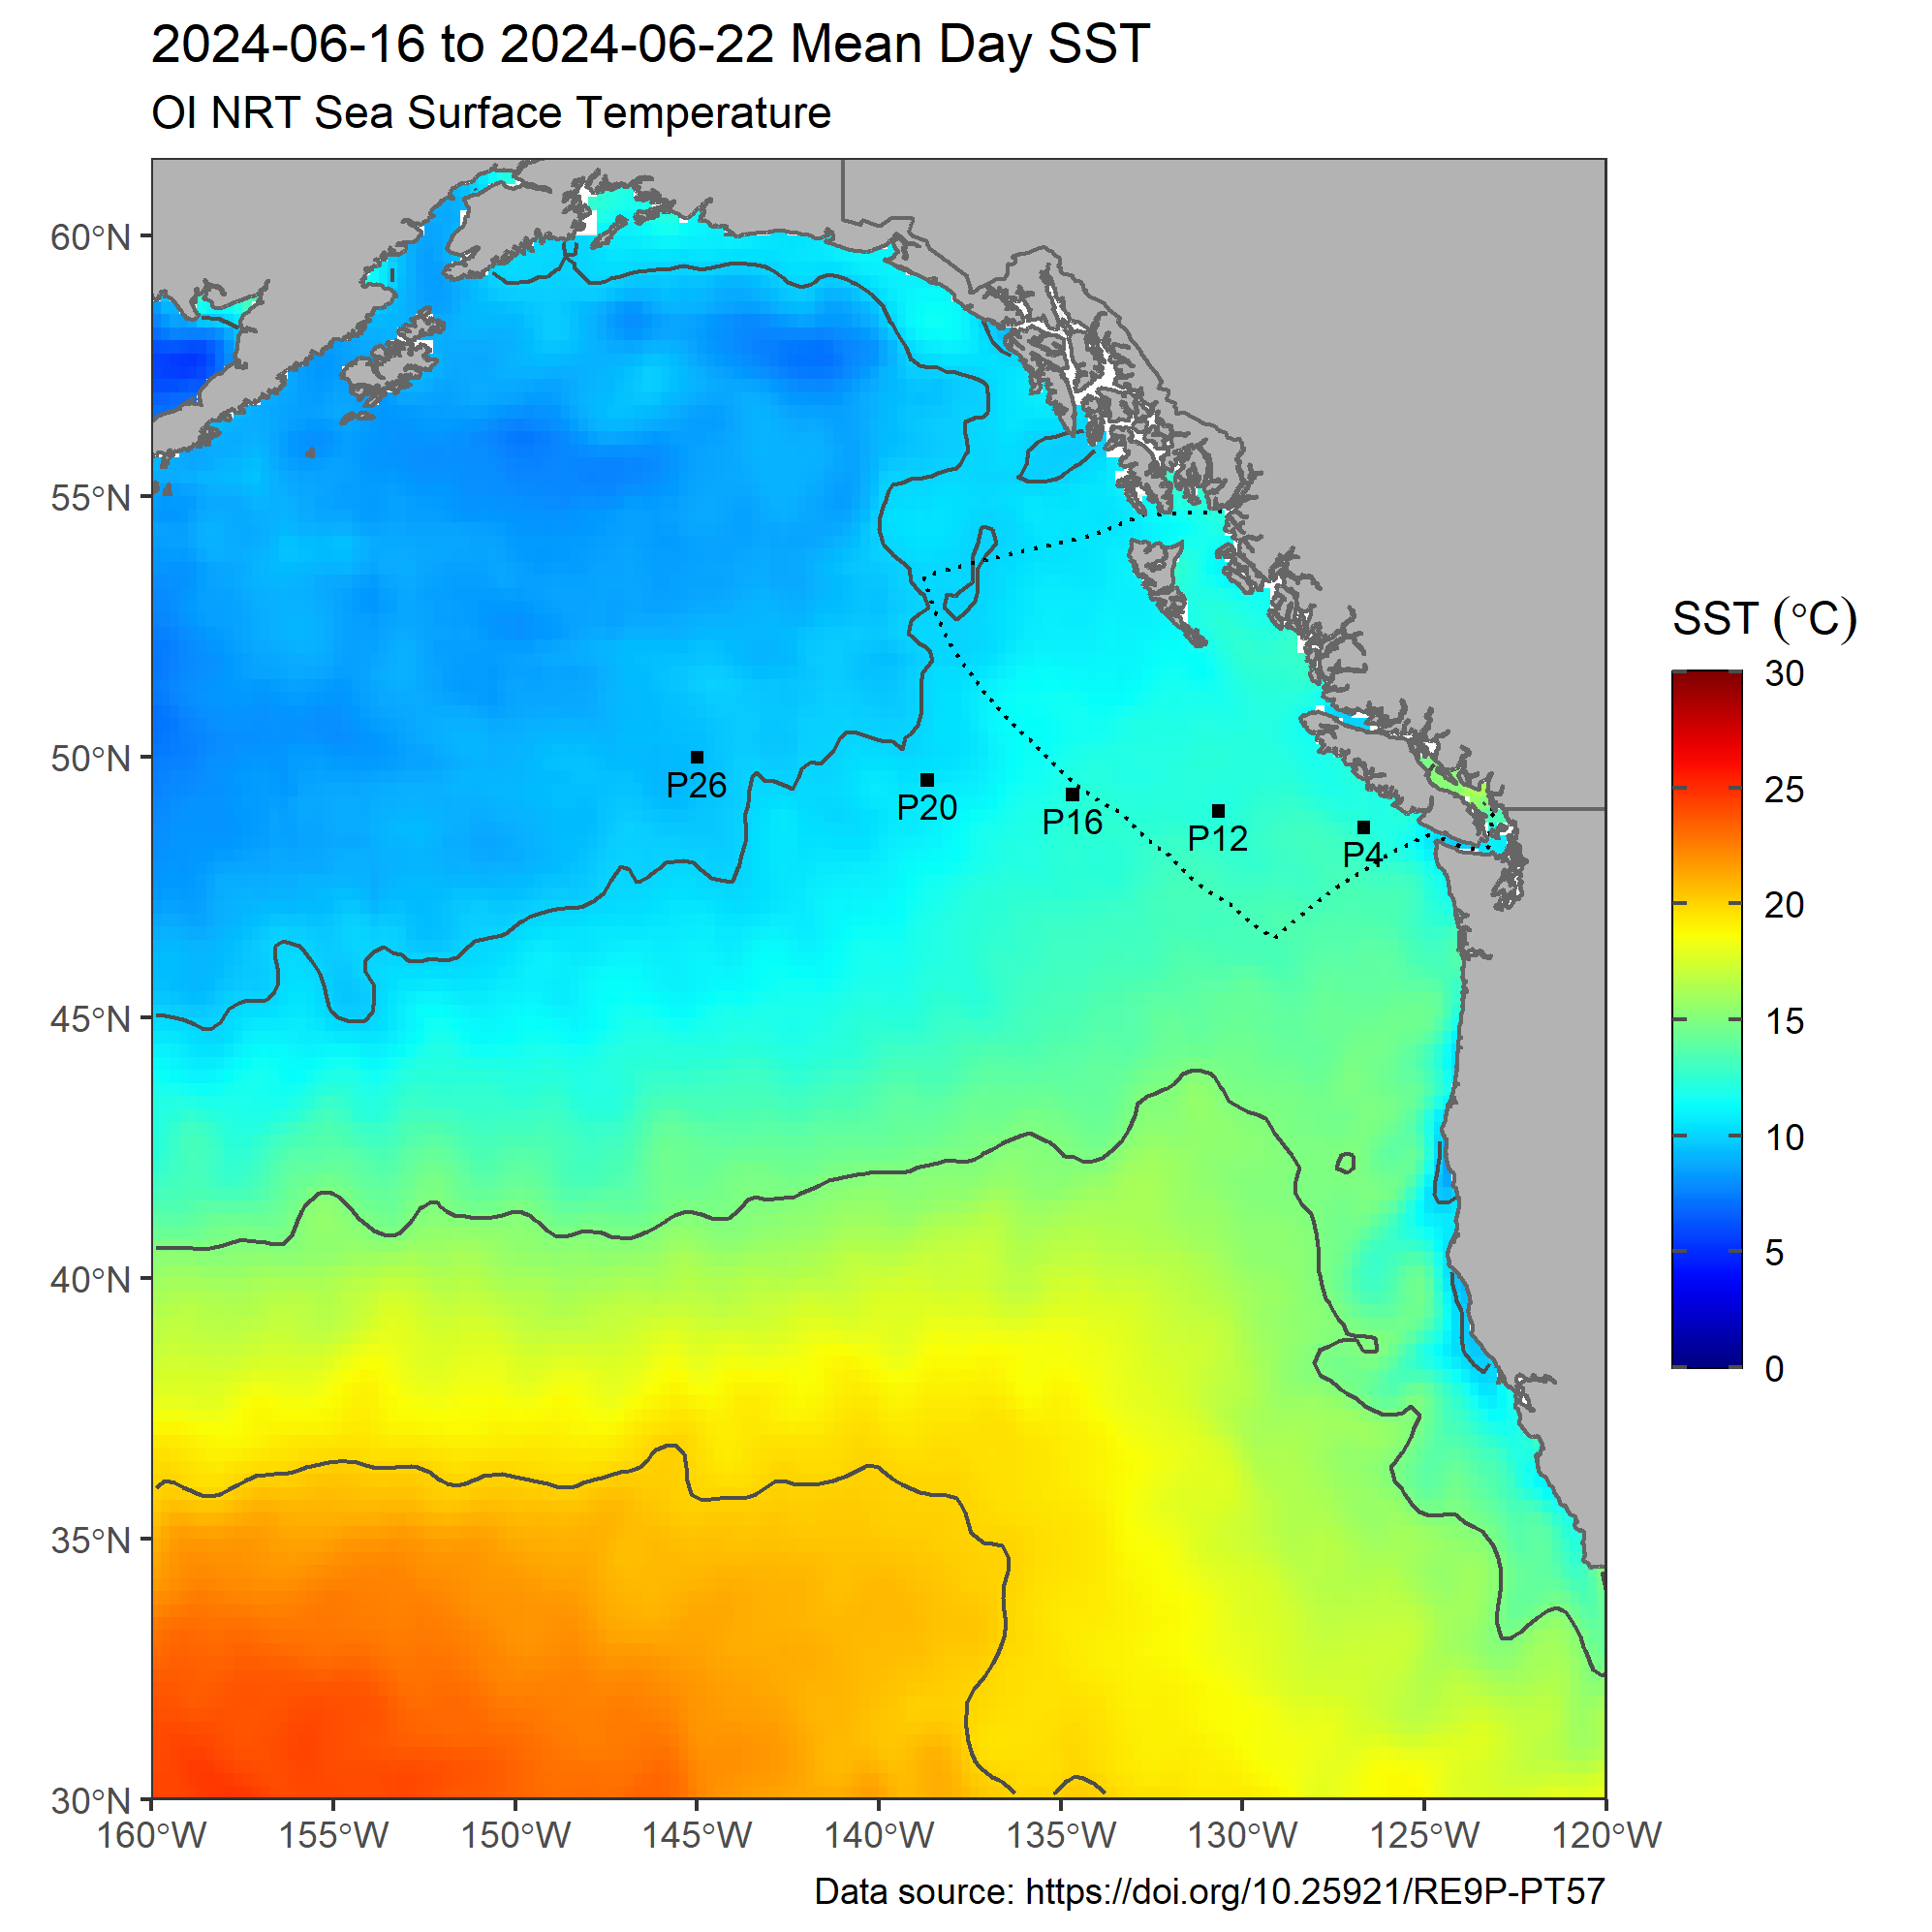 2024-06-16 to 2024-06-22 Mean Day SST
OI NRT Sea Surface Temperature
60°N
55°N
50°N
45°N
40°N
35°N
30°N
P26
P20
P16
P12
P4
SST (°C)
30
25
20
15
10
5
0
160°W 155°W 150°W 145°W 140°W 135°W 130°W 125°W 120°W
Data source: https://doi.org/10.25921/RE9P-PT57